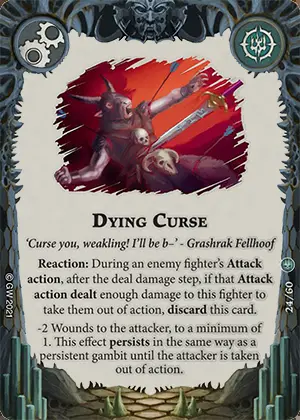 DYING CURSE
‘Curse you, weakling! I’ll be b–’ - Grashrak Fellhoof
Reaction: During an enemy fighter’s Attack
action, after the deal damage step, if that Attack
action dealt enough damage to this fighter to
take them out of action, discard this card.
-2 Wounds to the attacker, to a minimum of
1. This effect persists in the same way as a
persistent gambit until the attacker is taken
out of action.
© GW 2021
24/60